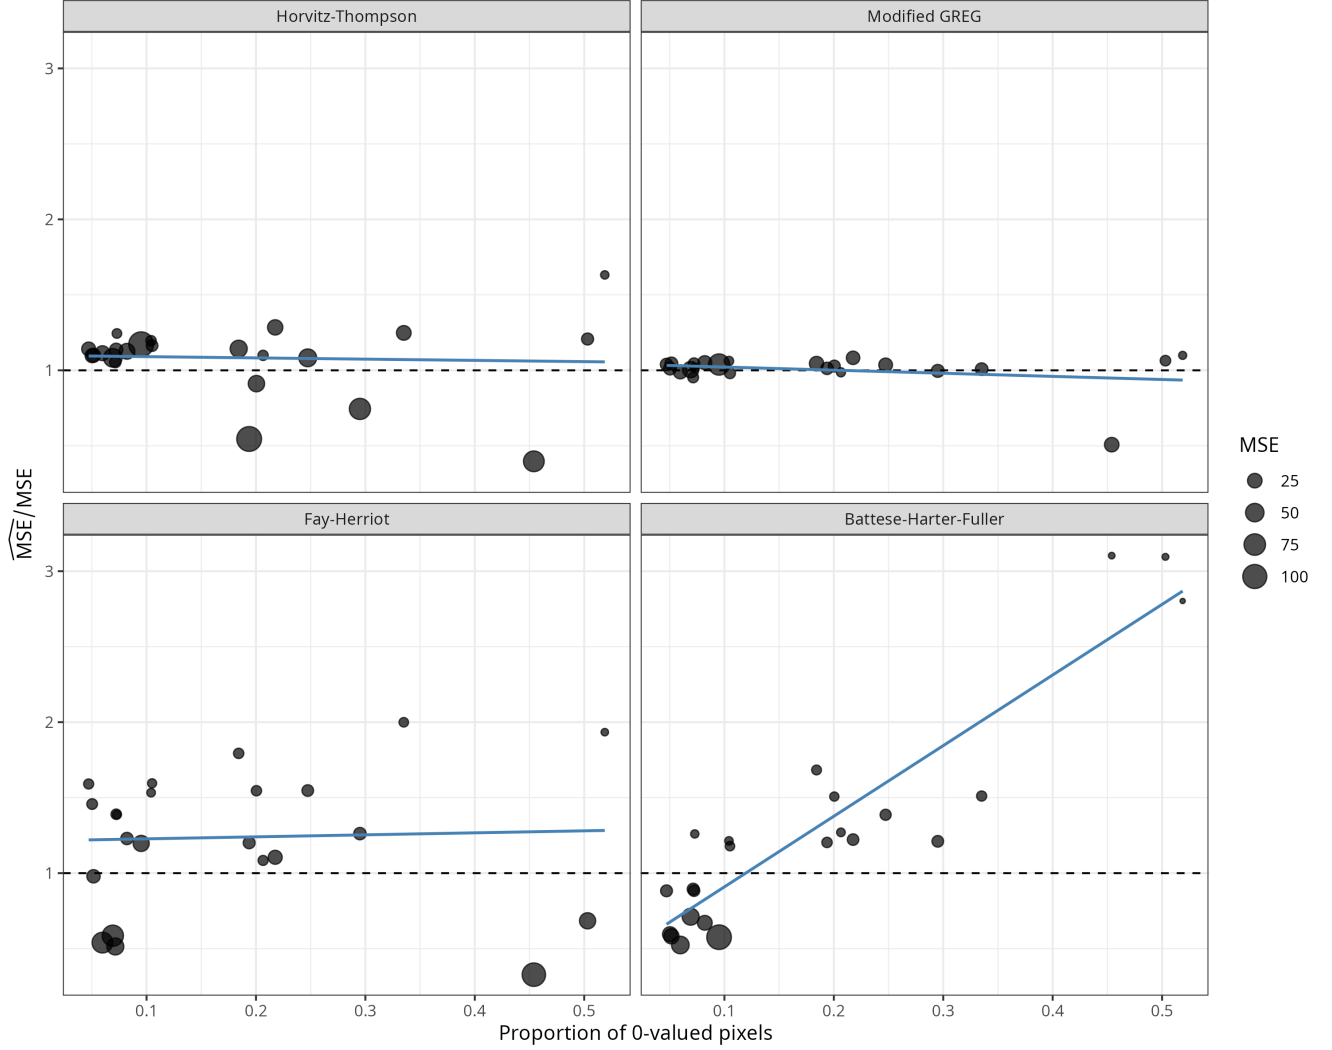 Horvitz-Thompson
Modified GREG
3
2
1
Fay-Herriot
Battese-Harter-Fuller
3
2
1
0.1 0.2 0.3 0.4 0.5
0.1 0.2 0.3 0.4 0.5
Proportion of 0-valued pixels
M̂SE/MSE
MSE
25
50
75
100